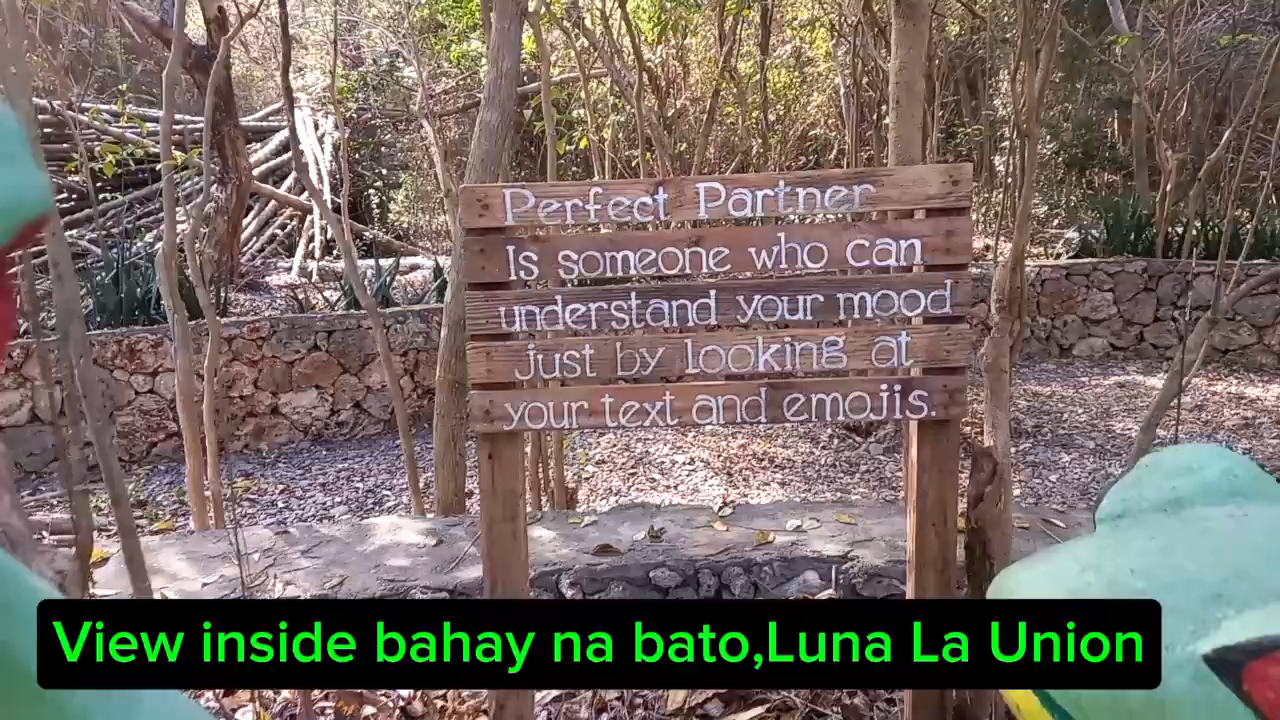 Perfect Partner
Is someone who can
understand your mood
just by looking at
your text and emojis.
View inside bahay na bato,Luna La Union